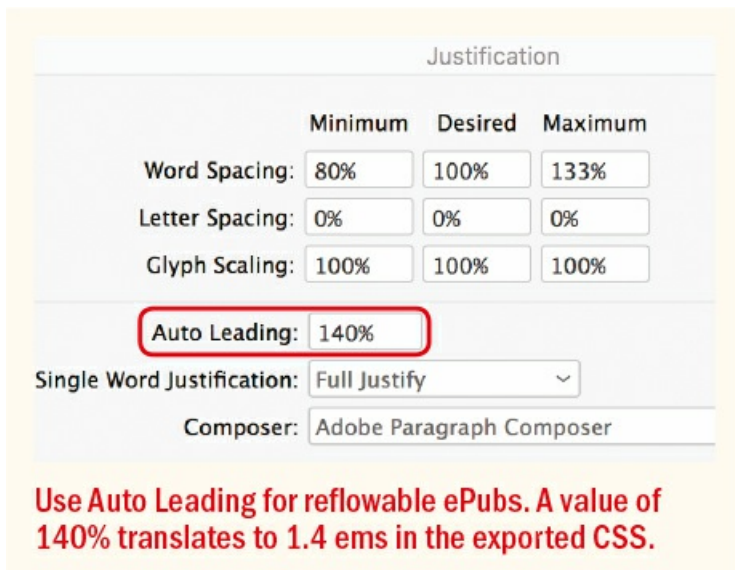 Justification
Minimum Desired Maximum
Word Spacing: 80% 100% 133%
Letter Spacing: 0% 0% 0%
Glyph Scaling: 100% 100% 100%
Auto Leading: 140%
Single Word Justification: Full Justify
Composer: Adobe Paragraph Composer
Use Auto Leading for reflowable ePubs. A value of
140% translates to 1.4 ems in the exported CSS.